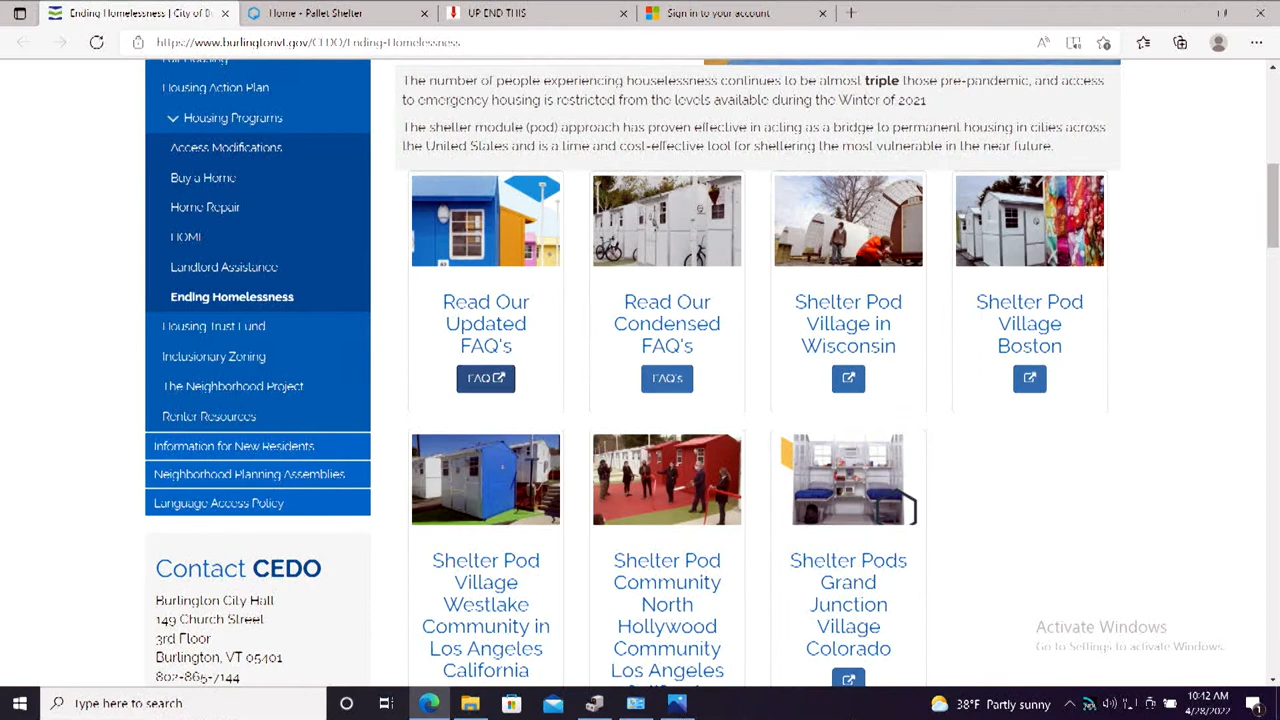 Ending Homelessness | City of B
Home - Pallet Shelter
UP END THIS
Sign in to your account
https://www.burlingtonvt.gov/CEDO/Ending-Homelessness
Fair Housing
Housing Action Plan
Housing Programs
Access Modifications
Buy a Home
Home Repair
HOME
Landlord Assistance
Ending Homelessness
Housing Trust Fund
Inclusionary Zoning
The Neighborhood Project
Renter Resources
Information for New Residents
Neighborhood Planning Assemblies
Language Access Policy
Contact CEDO
Burlington City Hall
149 Church Street
3rd Floor
Burlington, VT 05401
802-865-7144
The number of people experiencing houselessness continues to be almost triple those pre-pandemic, and access
to emergency housing is restricted from the levels available during the Winter of 2021
The shelter module (pod) approach has proven effective in acting as a bridge to permanent housing in cities across
the United States and is a time and cost-effective tool for sheltering the most vulnerable in the near future.
Read Our
Updated
FAQ's
FAQ
Read Our
Condensed
FAQ's
FAQ's
Shelter Pod
Village in
Wisconsin
Shelter Pod
Village
Boston
Shelter Pod
Village
Westlake
Community in
Los Angeles
California
Shelter Pod
Community
North
Hollywood
Community
Los Angeles
Shelter Pods
Grand
Junction
Village
Colorado
Activate Windows
Go to Settings to activate Windows.
Type here to search
38°F Partly sunny
10:42 AM
4/28/2022